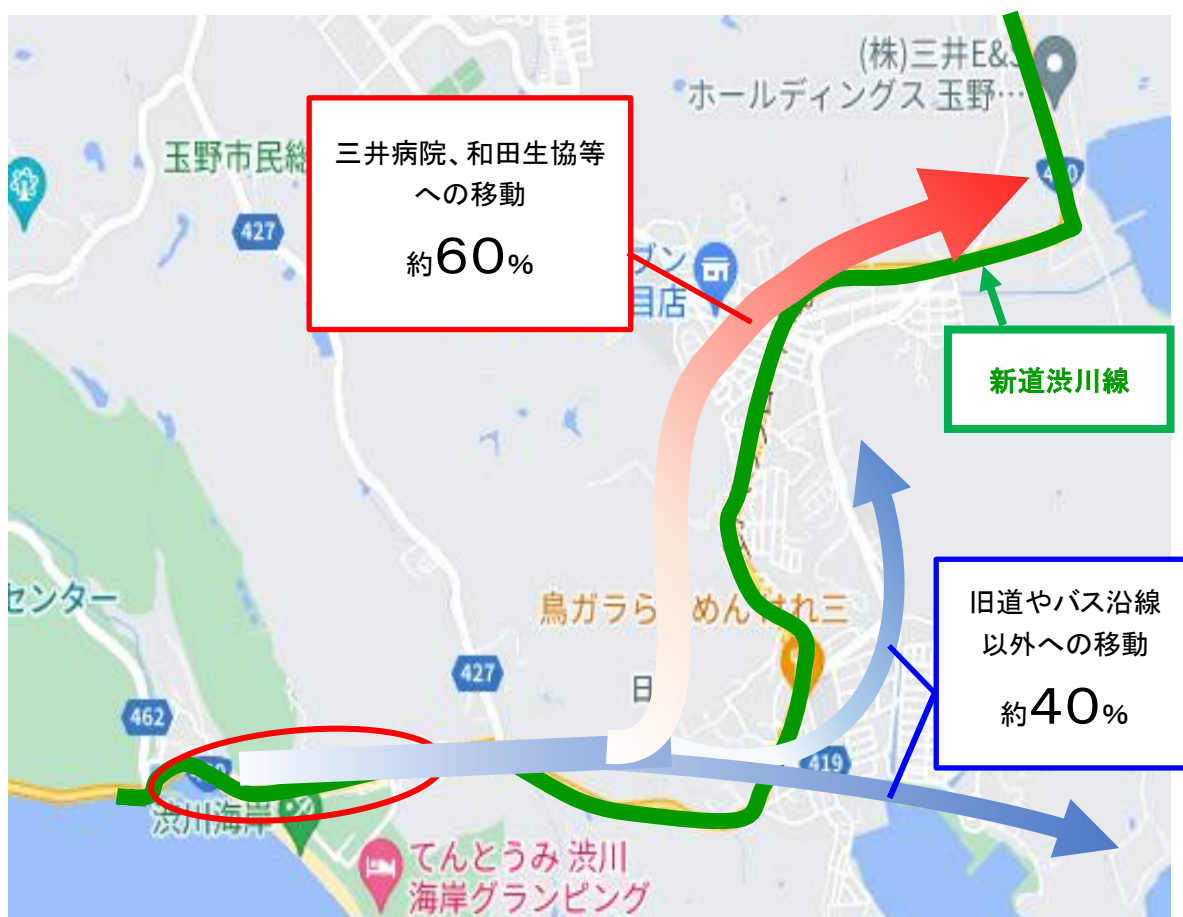 (株)三井E&S
ホールディングス 玉野…
三井病院、和田生協等
への移動
約60%
玉野市民総
427
ブン
目店
新道渋川線
センター
鳥ガラら めん
れ三
旧道やバス沿線
以外への移動
約40%
427
462
419
渋川海岸
てんとうみ 渋川
海岸グランピング